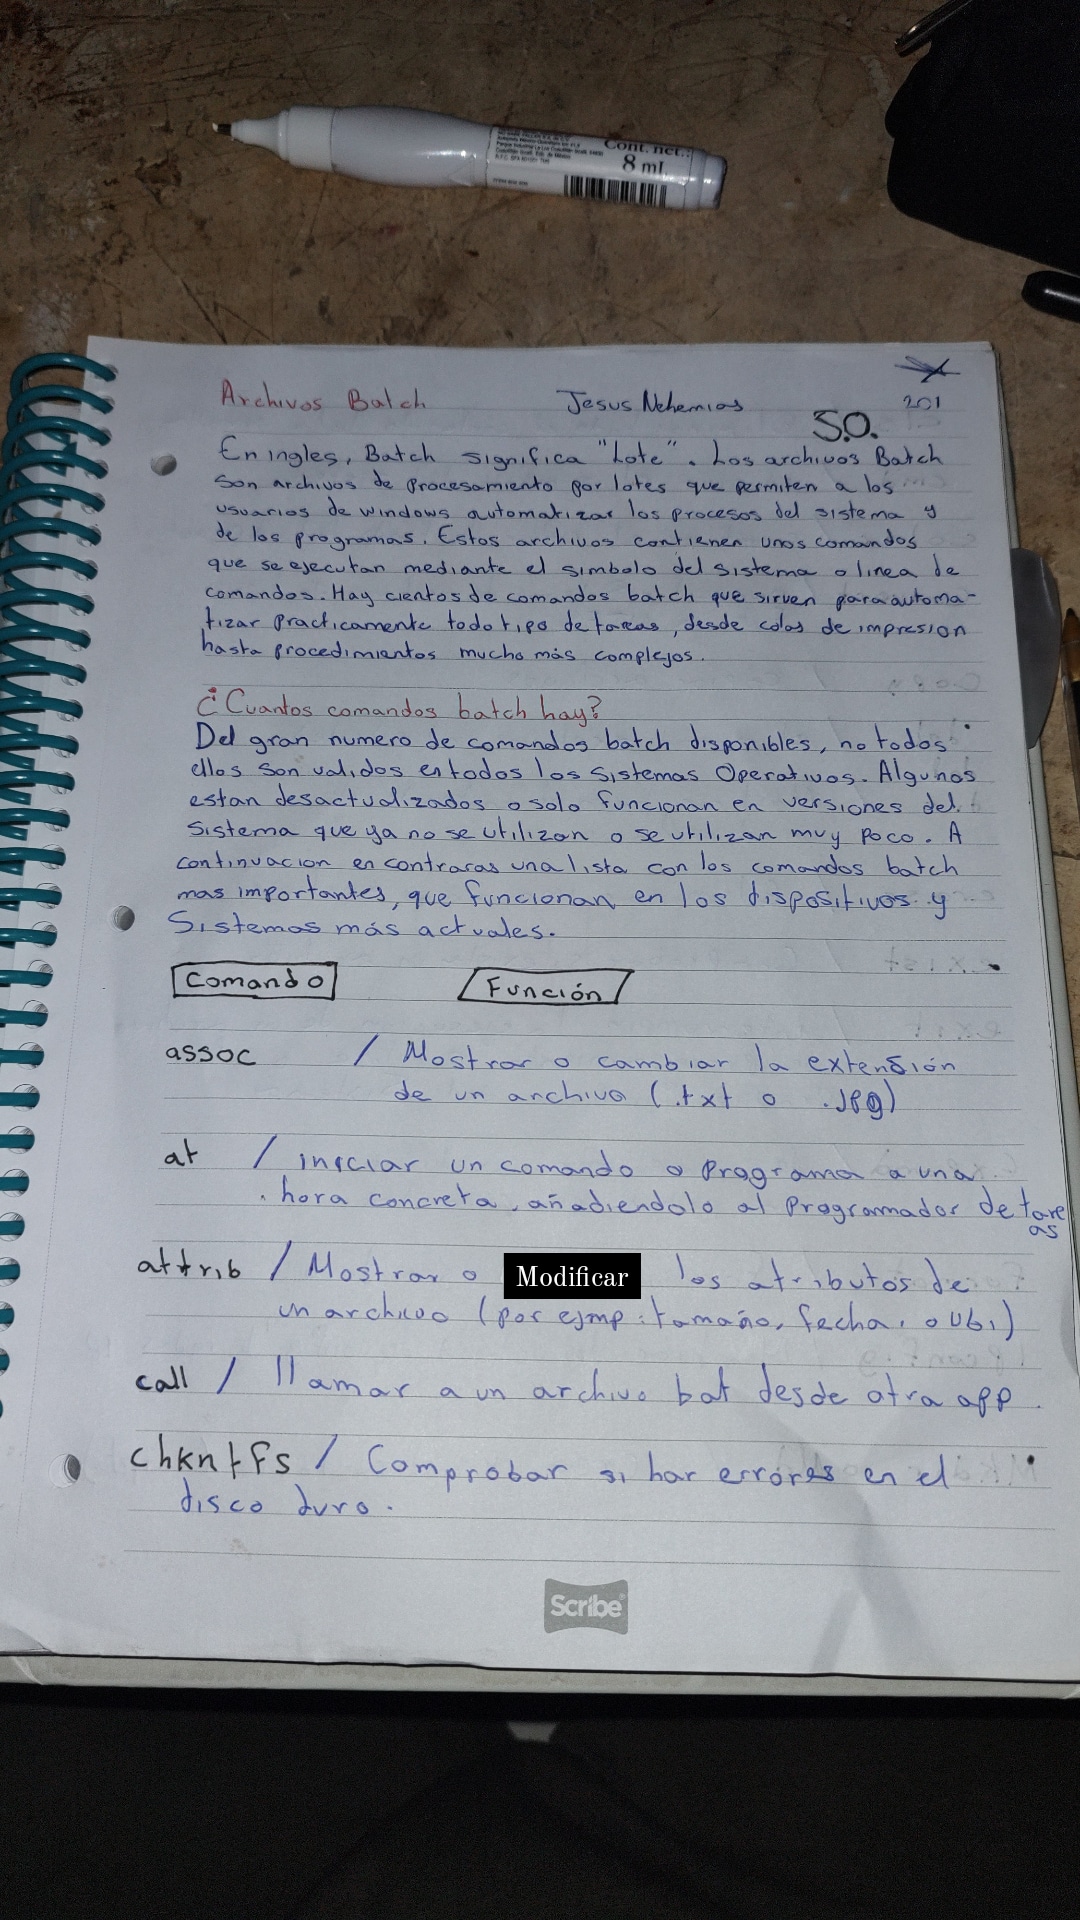 Cont. net.:
8 ml
Archivos Batch Jesus Nehemias 201
S.O.
En ingles, Batch significa "Lote". Los archivos Batch
son archivos de procesamiento por lotes que permiten a los
usuarios de windows automatizar los procesos del sistema y
de los programas. Estos archivos contienen unos comandos
que se ejecutan mediante el simbolo del sistema o linea de
comandos. Hay cientos de comandos batch que sirven para automa-
tizar practicamente todo tipo de tareas, desde colas de impresion
hasta procedimientos mucho más complejos.
¿Cuantos comandos batch hay?
Del gran numero de comandos batch disponibles, no todos
ellos son validos en todos los sistemas Operativos. Algunos
estan desactualizados o solo funcionan en versiones del
sistema que ya no se utilizan o se utilizan muy poco. A
continuacion encontraras una lista con los comandos batch
mas importantes, que funcionan en los dispositivos y
Sistemas más actuales.
Comando Función
assoc / Mostrar o cambiar la extensión
de un archivo (.txt o .jpg)
at / iniciar un comando o programa a una
hora concreta, añadiendolo al programador de tare
as
attrib / Mostrar o Modificar los atributos de
un archivo (por ejmp: tamaño, fecha, o Ubi)
call / llamar a un archivo bat desde otra app.
chkntfs / Comprobar si har errores en el
disco duro.
Scribe